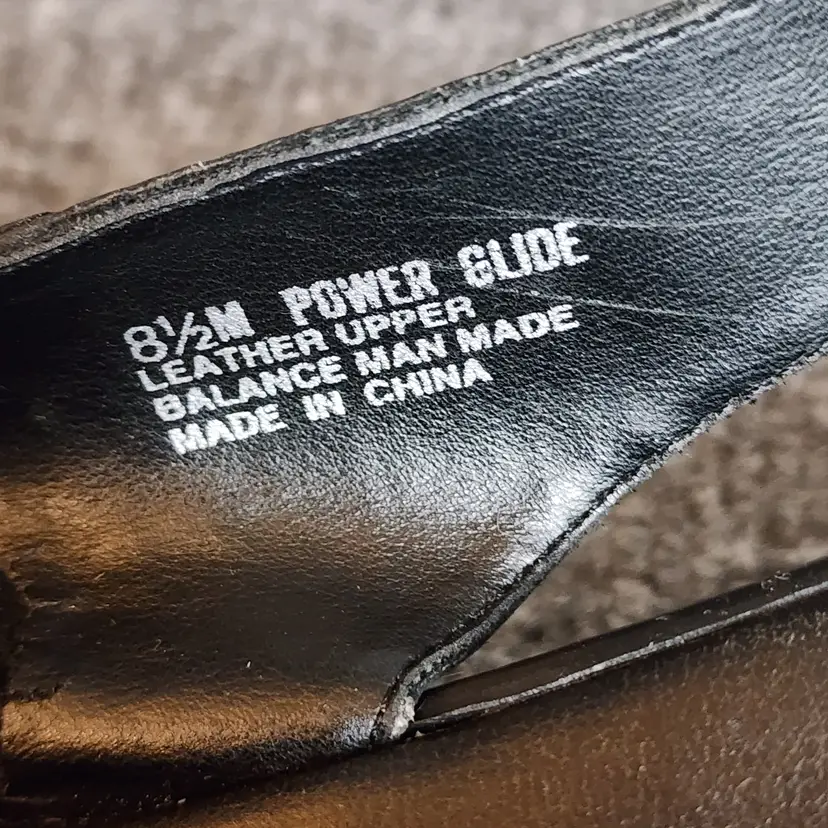 8½M POWER GLIDE
LEATHER UPPER
BALANCE MAN MADE
MADE IN CHINA